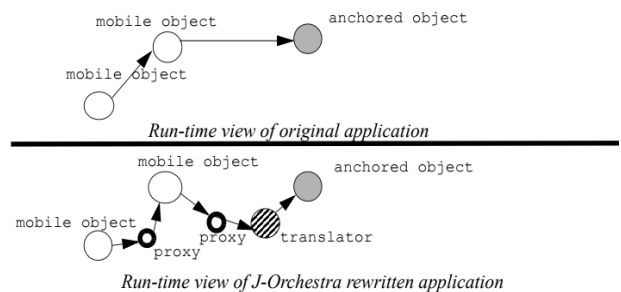 mobile object
anchored object
mobile object
Run-time view of original application
mobile object
anchored object
mobile object
proxy
proxy
translator
Run-time view of J-Orchestra rewritten application